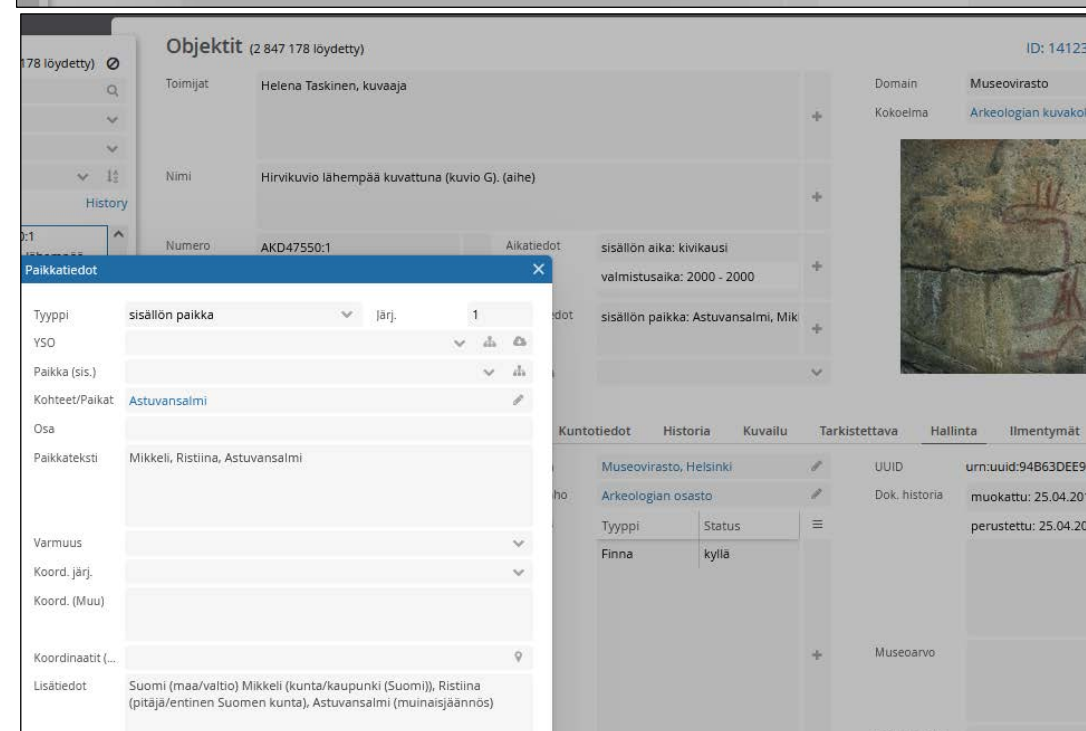 Objektit (2 847 178 löydetty)
ID: 14123
178 löydetty)
History
Toimijat
Helena Taskinen, kuvaaja
Domain
Museovirasto
Kokoelma
Arkeologian kuvakok
Nimi
Hirvikuvio lähempää kuvattuna (kuvio G). (aihe)
Numero
AKD47550:1
Aikatiedot
sisällön aika: kivikausi
valmistusaika: 2000 - 2000
sisällön paikka: Astuvansalmi, Mik
Paikkatiedot
Tyyppi
sisällön paikka
Järj.
1
YSO
Paikka (sis.)
Kohteet/Paikat
Astuvansalmi
Osa
Paikkateksti
Mikkeli, Ristiina, Astuvansalmi
Varmuus
Koord. järj.
Koord. (Muu)
Koordinaatit (...
Lisätiedot
Suomi (maa/valtio) Mikkeli (kunta/kaupunki (Suomi)), Ristiina
(pitäjä/entinen Suomen kunta), Astuvansalmi (muinaisjäännös)
Kuntotiedot
Historia
Kuvailu
Tarkistettava
Hallinta
Ilmentymät
Museovirasto, Helsinki
Arkeologian osasto
Tyyppi
Status
Finna
kyllä
UUID
urn:uuid:94B63DEE9
Dok. historia
muokattu: 25.04.201
perustettu: 25.04.20
Museoarvo